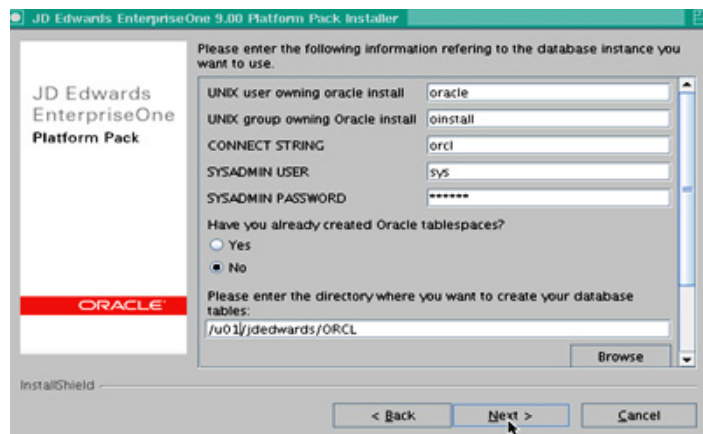 JD Edwards EnterpriseOne 9.00 Platform Pack Installer
Please enter the following information refering to the database instance you
want to use.
JD Edwards
EnterpriseOne
Platform Pack
ORACLE
UNIX user owning oracle install oracle
UNIX group owning Oracle install oinstall
CONNECT STRING orcl
SYSADMIN USER sys
SYSADMIN PASSWORD ******
Have you already created Oracle tablespaces?
Yes
No
Please enter the directory where you want to create your database
tables:
/u01/jdedwards/ORCL
Browse
InstallShield
< Back Next > Cancel